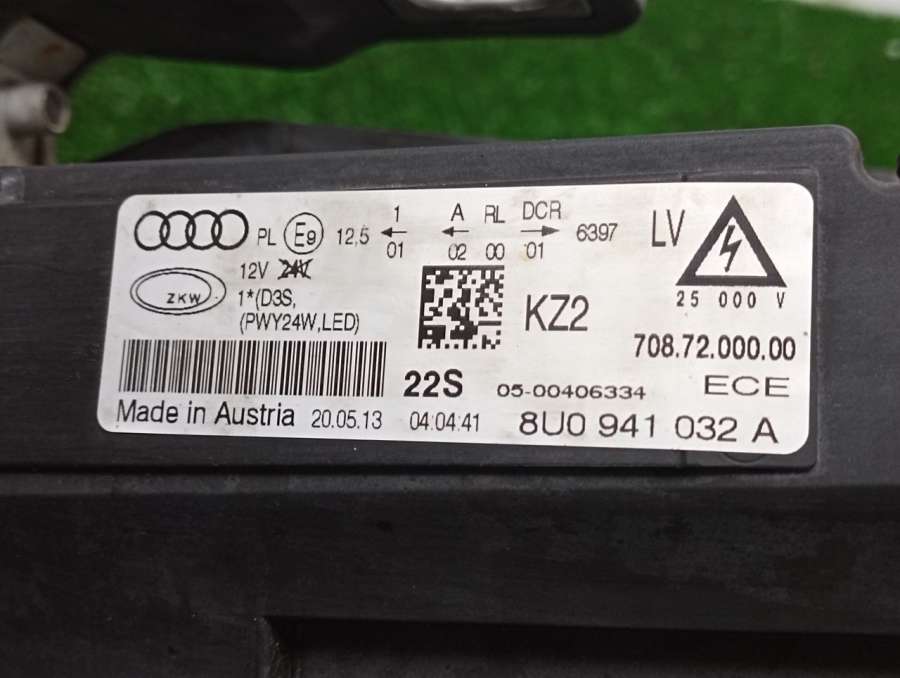 PL E9 12,5 1 A RL DCR 6397 LV
01 02 00 01
12V 24V
ZKW 1*(D3S,
(PWY24W,LED)
KZ2
25 000 V
708.72.000.00
22S 05-00406334 ECE
Made in Austria 20.05.13 04:04:41 8U0 941 032 A